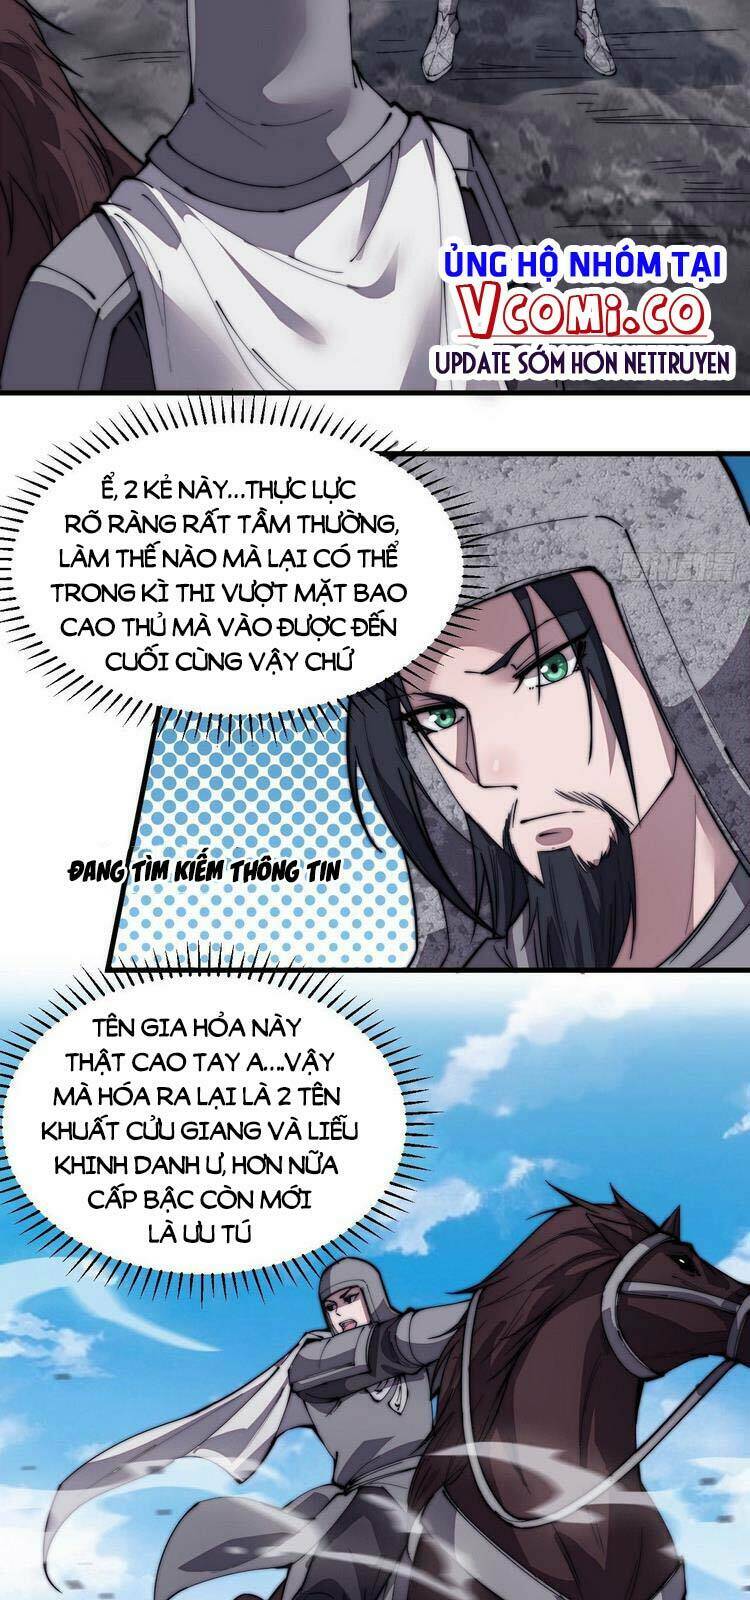 ỦNG HỘ NHÓM TẠI
VCOMI.CO
UPDATE SỚM HƠN NETTRUYEN
Ể, 2 KẺ NÀY...THỰC LỰC
RÕ RÀNG RẤT TẦM THƯỜNG,
LÀM THẾ NÀO MÀ LẠI CÓ THỂ
TRONG KÌ THI VƯỢT MẶT BAO
CAO THỦ MÀ VÀO ĐƯỢC ĐẾN
CUỐI CÙNG VẬY CHỨ
ĐANG TÌM KIẾM THÔNG TIN
TÊN GIA HỎA NÀY
THẬT CAO TAY A....VẬY
MÀ HÓA RA LẠI LÀ 2 TÊN
KHUẤT CỬU GIANG VÀ LIỄU
KHINH DANH Ư, HƠN NỮA
CẤP BẬC CÒN MỚI
LÀ ƯU TÚ